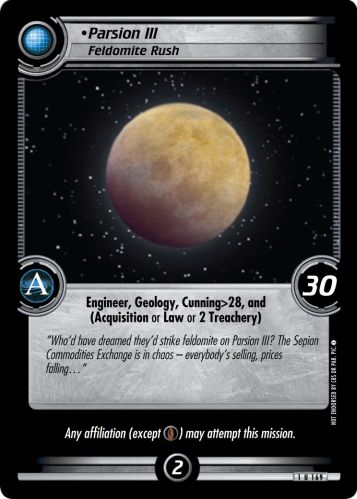 •Parsion III
Feldomite Rush
A
30
Engineer, Geology, Cunning>28, and
(Acquisition or Law or 2 Treachery)
"Who'd have dreamed they'd strike feldomite on Parsion III? The Sepian
Commodities Exchange is in chaos – everybody's selling, prices
falling…"
Any affiliation (except ) may attempt this mission.
2
1 U 169
NOT ENDORSED BY CBS OR PAR. PIC.